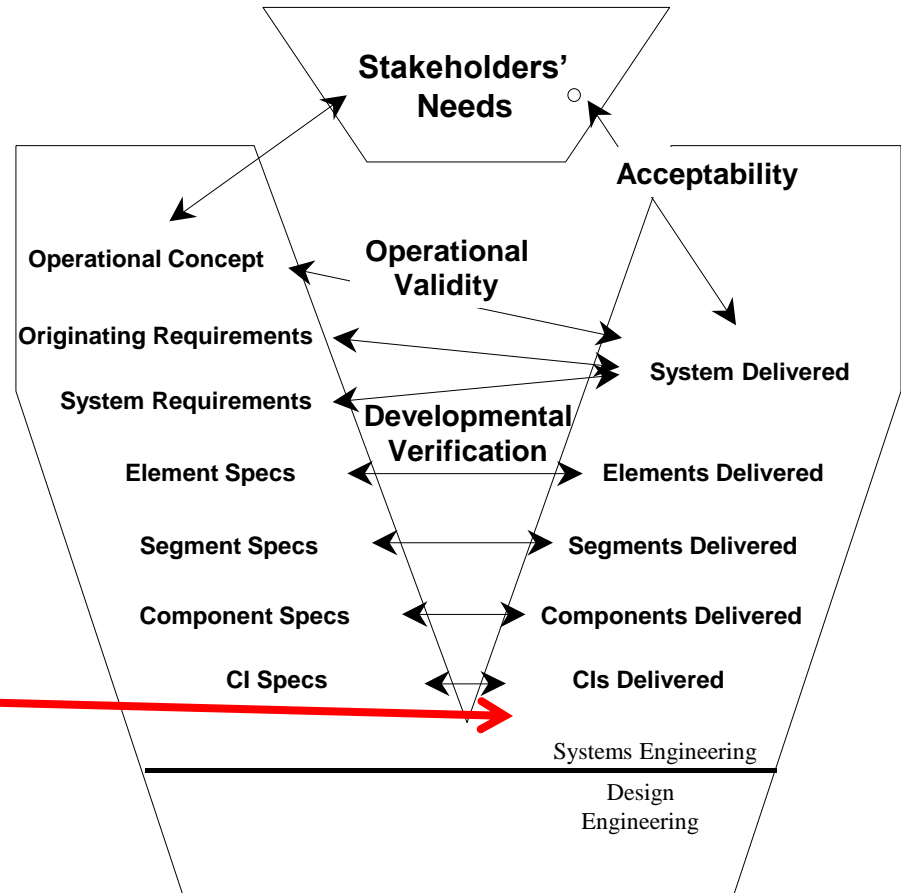 Stakeholders’
Needs
Acceptability
Operational Concept
Operational
Validity
Originating Requirements
System Delivered
System Requirements
Developmental
Verification
Element Specs
Elements Delivered
Segment Specs
Segments Delivered
Component Specs
Components Delivered
CI Specs
CIs Delivered
Systems Engineering
Design
Engineering